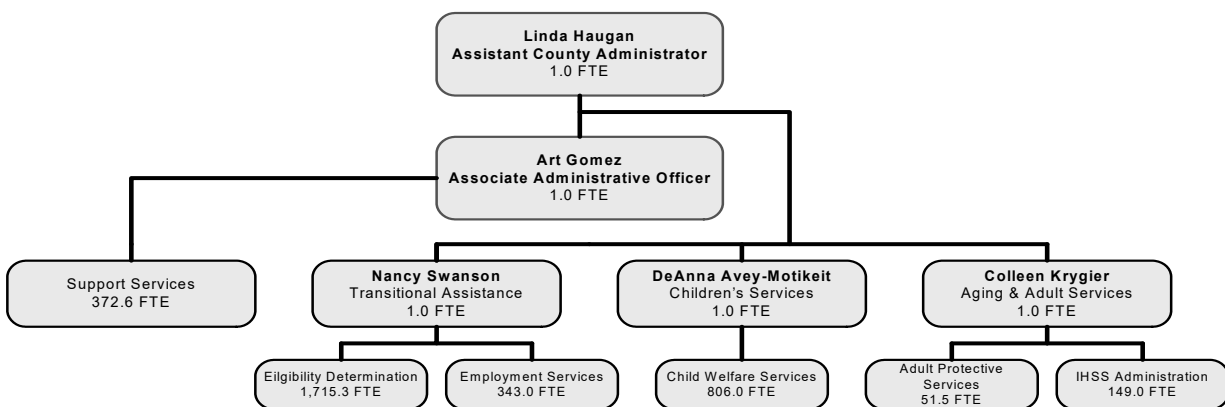 Linda Haugan
Assistant County Administrator
1.0 FTE
Art Gomez
Associate Administrative Officer
1.0 FTE
Support Services
372.6 FTE
Nancy Swanson
Transitional Assistance
1.0 FTE
DeAnna Avey-Motikeit
Children's Services
1.0 FTE
Colleen Krygier
Aging & Adult Services
1.0 FTE
Eilgibility Determination
1,715.3 FTE
Employment Services
343.0 FTE
Child Welfare Services
806.0 FTE
Adult Protective
Services
51.5 FTE
IHSS Administration
149.0 FTE